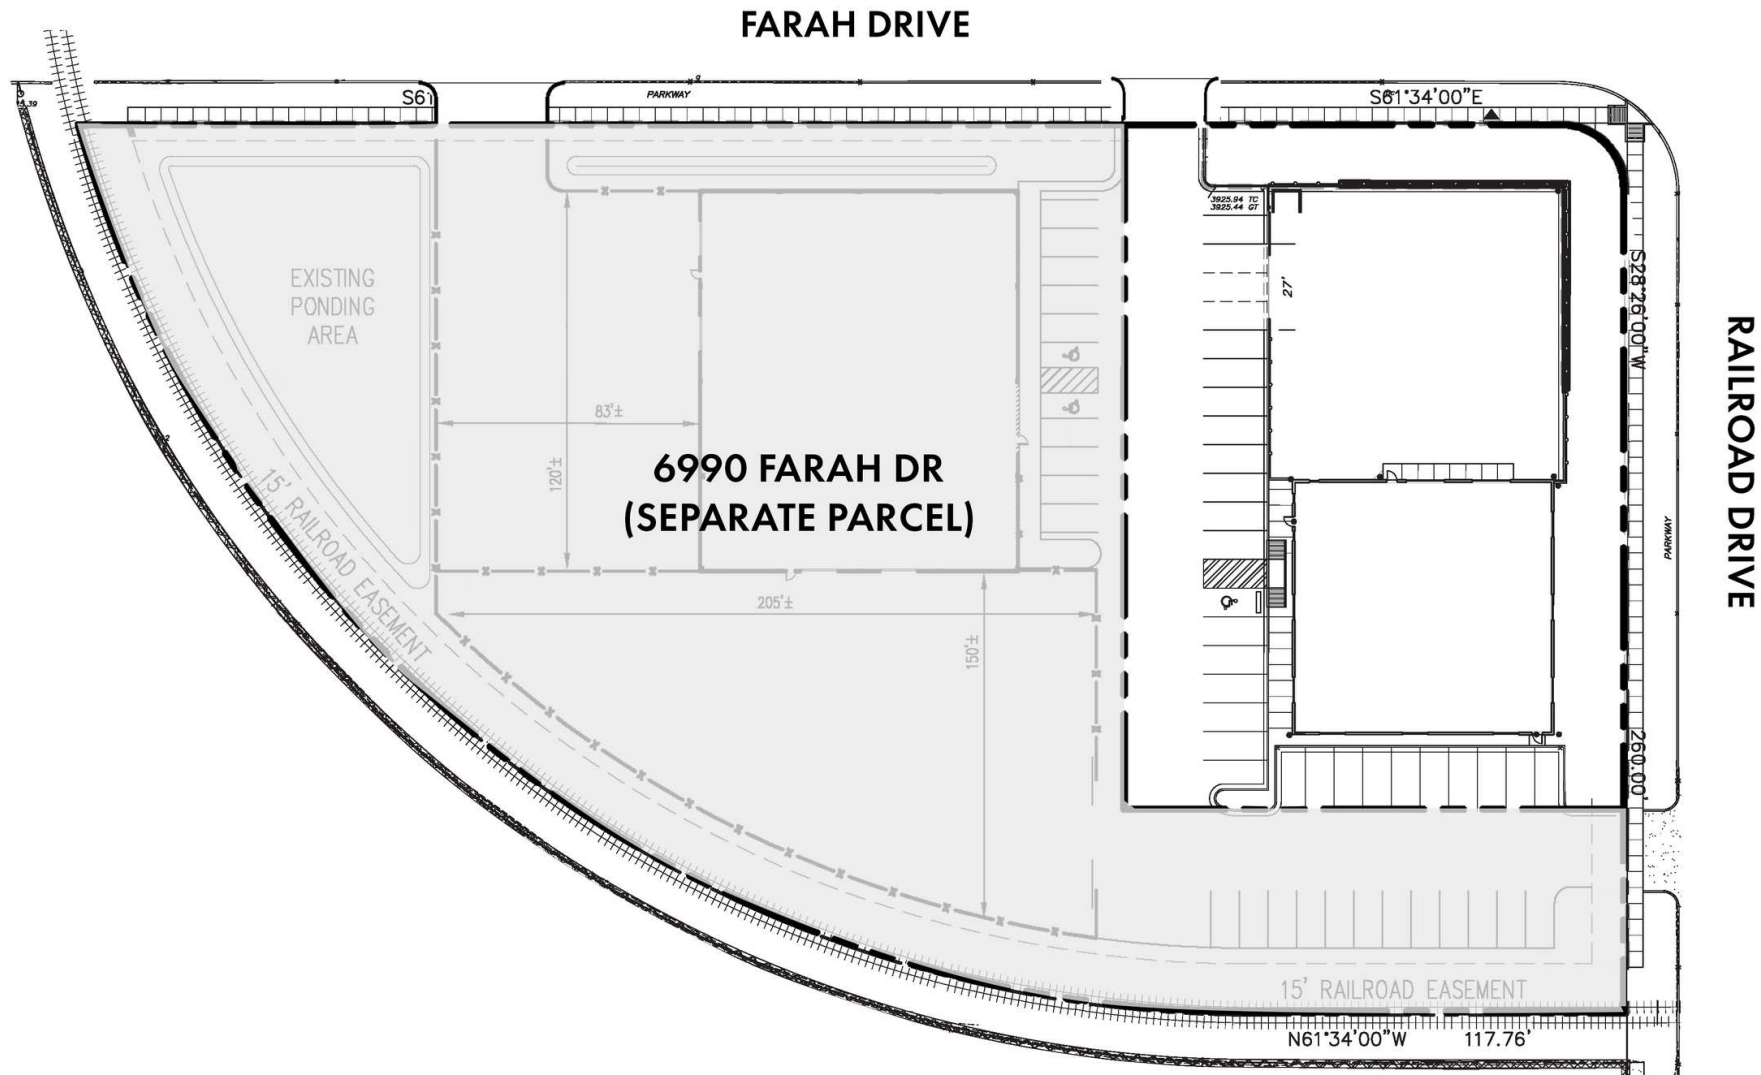 FARAH DRIVE
PARKWAY
S61°34'00"E
3925.94 TC
3925.44 GT
27'
S28°26'00"W
RAILROAD DRIVE
EXISTING
PONDING
AREA
83'±
120'±
6990 FARAH DR
(SEPARATE PARCEL)
15' RAILROAD EASEMENT
205'±
150'±
PARKWAY
260.00'
15' RAILROAD EASEMENT
N61°34'00"W 117.76'